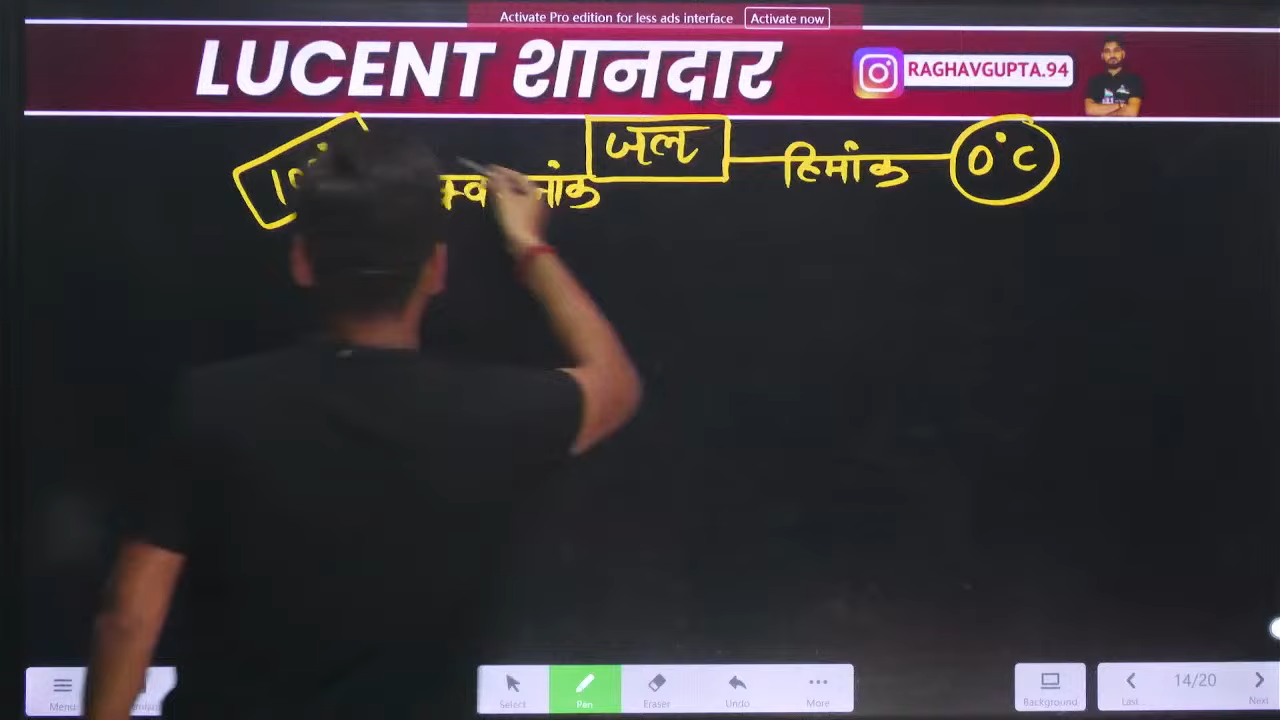 Activate Pro edition for less ads interface Activate now
LUCENT शानदार
RAGHAVGUPTA.94
जल
हिमांक
0°C
Select
Pen
Eraser
Undo
More
Background
Last
14/20
Next
Menu